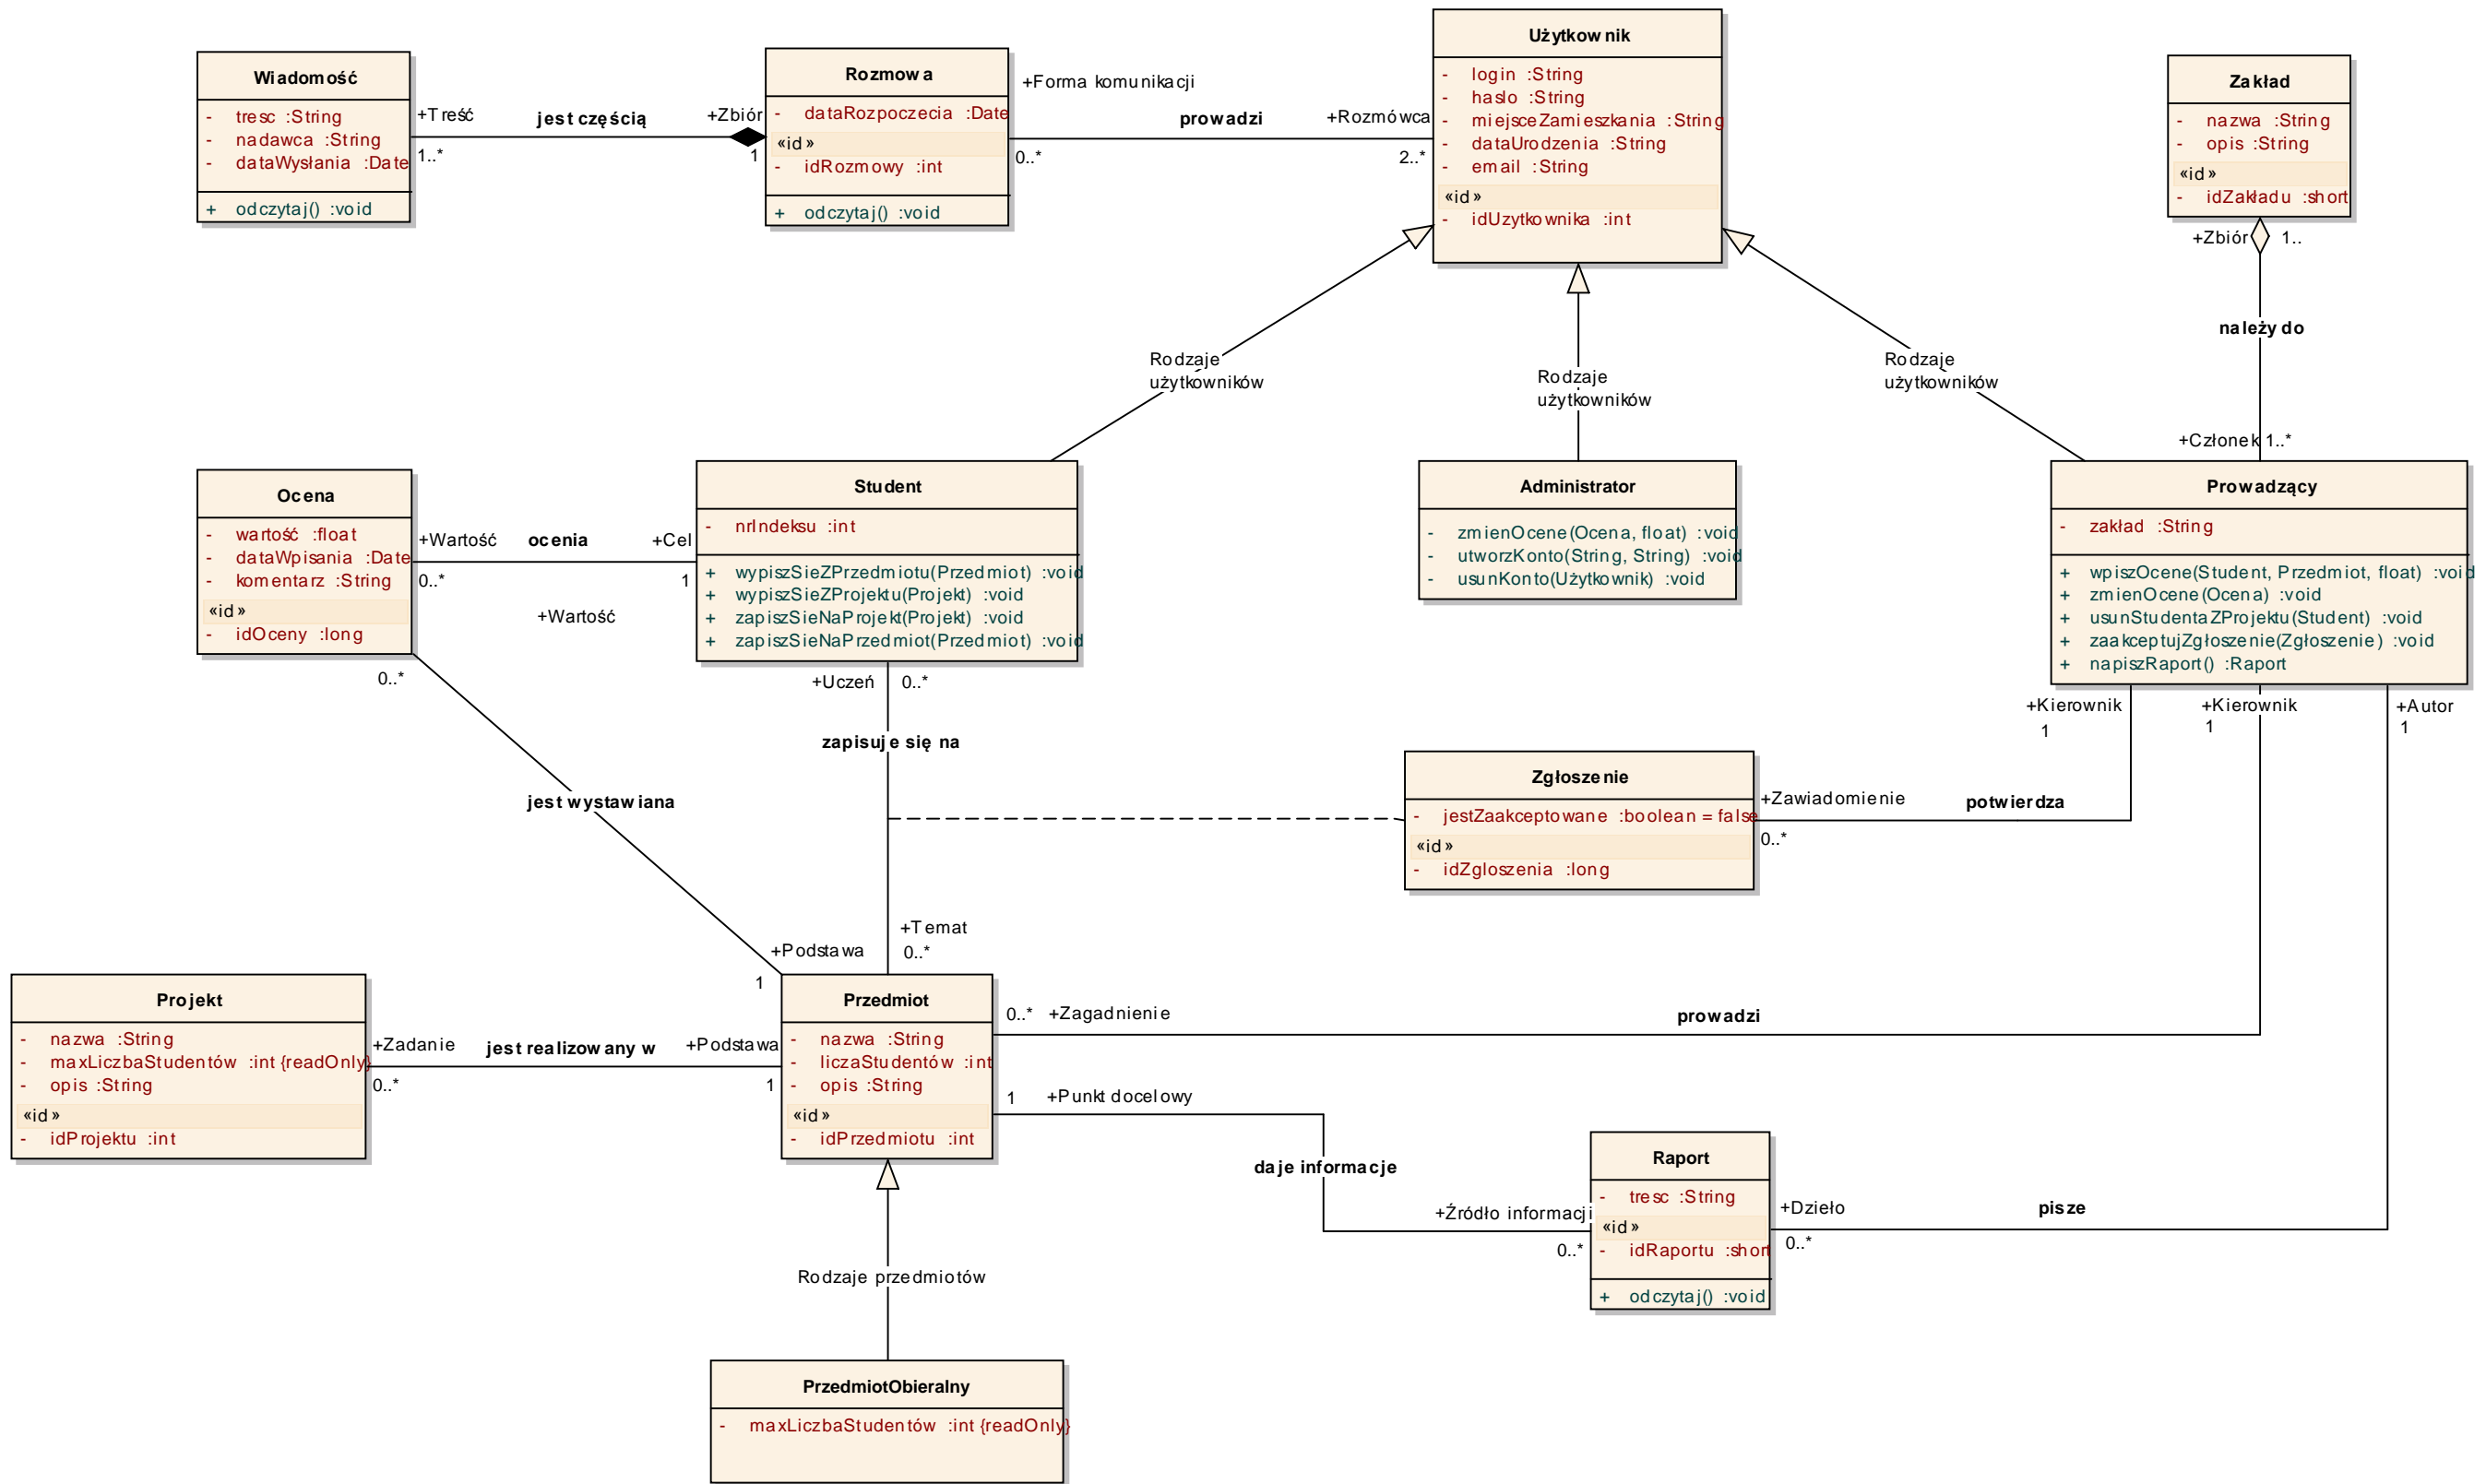 Wiadomość
- tresc :String
- nadawca :String
- dataWysłania :Date
+ odczytaj() :void
+Treść
1..*
jest częścią
+Zbiór
1
Rozmowa
- dataRozpoczecia :Date
«id»
- idRozmowy :int
+ odczytaj() :void
+Forma komunikacji
0..*
prowadzi
+Rozmówca
2..*
Użytkownik
- login :String
- haslo :String
- miejsceZamieszkania :String
- dataUrodzenia :String
- email :String
«id»
- idUzytkownika :int
Zakład
- nazwa :String
- opis :String
«id»
- idZakładu :short
+Zbiór
1..
należy do
+Członek
1..*
Rodzaje
użytkowników
Rodzaje
użytkowników
Rodzaje
użytkowników
Ocena
- wartość :float
- dataWpisania :Date
- komentarz :String
«id»
- idOceny :long
+Wartość
0..*
ocenia
+Cel
1
+Wartość
0..*
Student
- nrIndeksu :int
+ wypiszSieZPrzedmiotu(Przedmiot) :void
+ wypiszSieZProjektu(Projekt) :void
+ zapiszSieNaProjekt(Projekt) :void
+ zapiszSieNaPrzedmiot(Przedmiot) :void
Administrator
- zmienOcene(Ocena, float) :void
- utworzKonto(String, String) :void
- usunKonto(Użytkownik) :void
Prowadzący
- zakład :String
+ wpiszOcene(Student, Przedmiot, float) :void
+ zmienOcene(Ocena) :void
+ usunStudentaZProjektu(Student) :void
+ zaakceptujZgłoszenie(Zgłoszenie) :void
+ napiszRaport() :Raport
+Uczeń
0..*
zapisuje się na
+Temat
0..*
+Kierownik
1
+Kierownik
1
+Autor
1
Zgłoszenie
- jestZaakceptowane :boolean = false
«id»
- idZgloszenia :long
+Zawiadomienie
0..*
potwierdza
jest wystawiana
+Podstawa
1
Projekt
- nazwa :String
- maxLiczbaStudentów :int {readOnly}
- opis :String
«id»
- idProjektu :int
+Zadanie
0..*
jest realizowany w
+Podstawa
1
Przedmiot
- nazwa :String
- liczaStudentów :int
- opis :String
«id»
- idPrzedmiotu :int
0..*
+Zagadnienie
prowadzi
1
+Punkt docelowy
daje informacje
+Źródło informacji
0..*
Raport
- tresc :String
«id»
- idRaportu :short
+ odczytaj() :void
+Dzieło
0..*
pisze
Rodzaje przedmiotów
PrzedmiotObieralny
- maxLiczbaStudentów :int {readOnly}